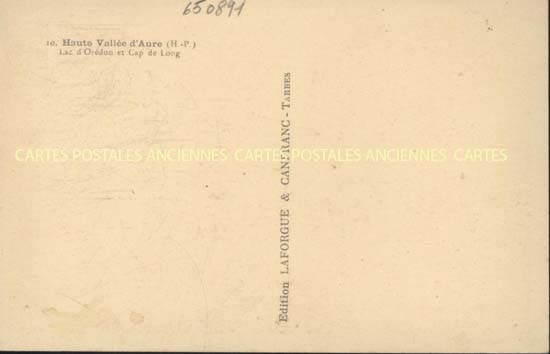 650891
10. Haute Vallée d'Aure (H.-P.)
Lac d'Orédon et Cap de Long
Edition LAFORGUE & CANFRANC - TARBES
CARTES POSTALES ANCIENNES CARTES POSTALES ANCIENNES CARTES